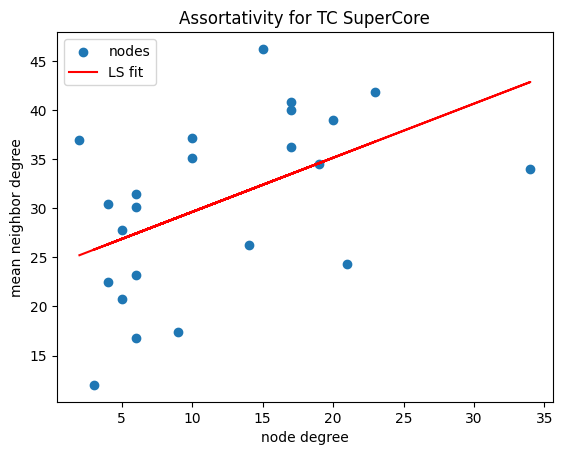 Assortativity for TC SuperCore
nodes
LS fit
mean neighbor degree
45
40
35
30
25
20
15
5 10 15 20 25 30 35
node degree